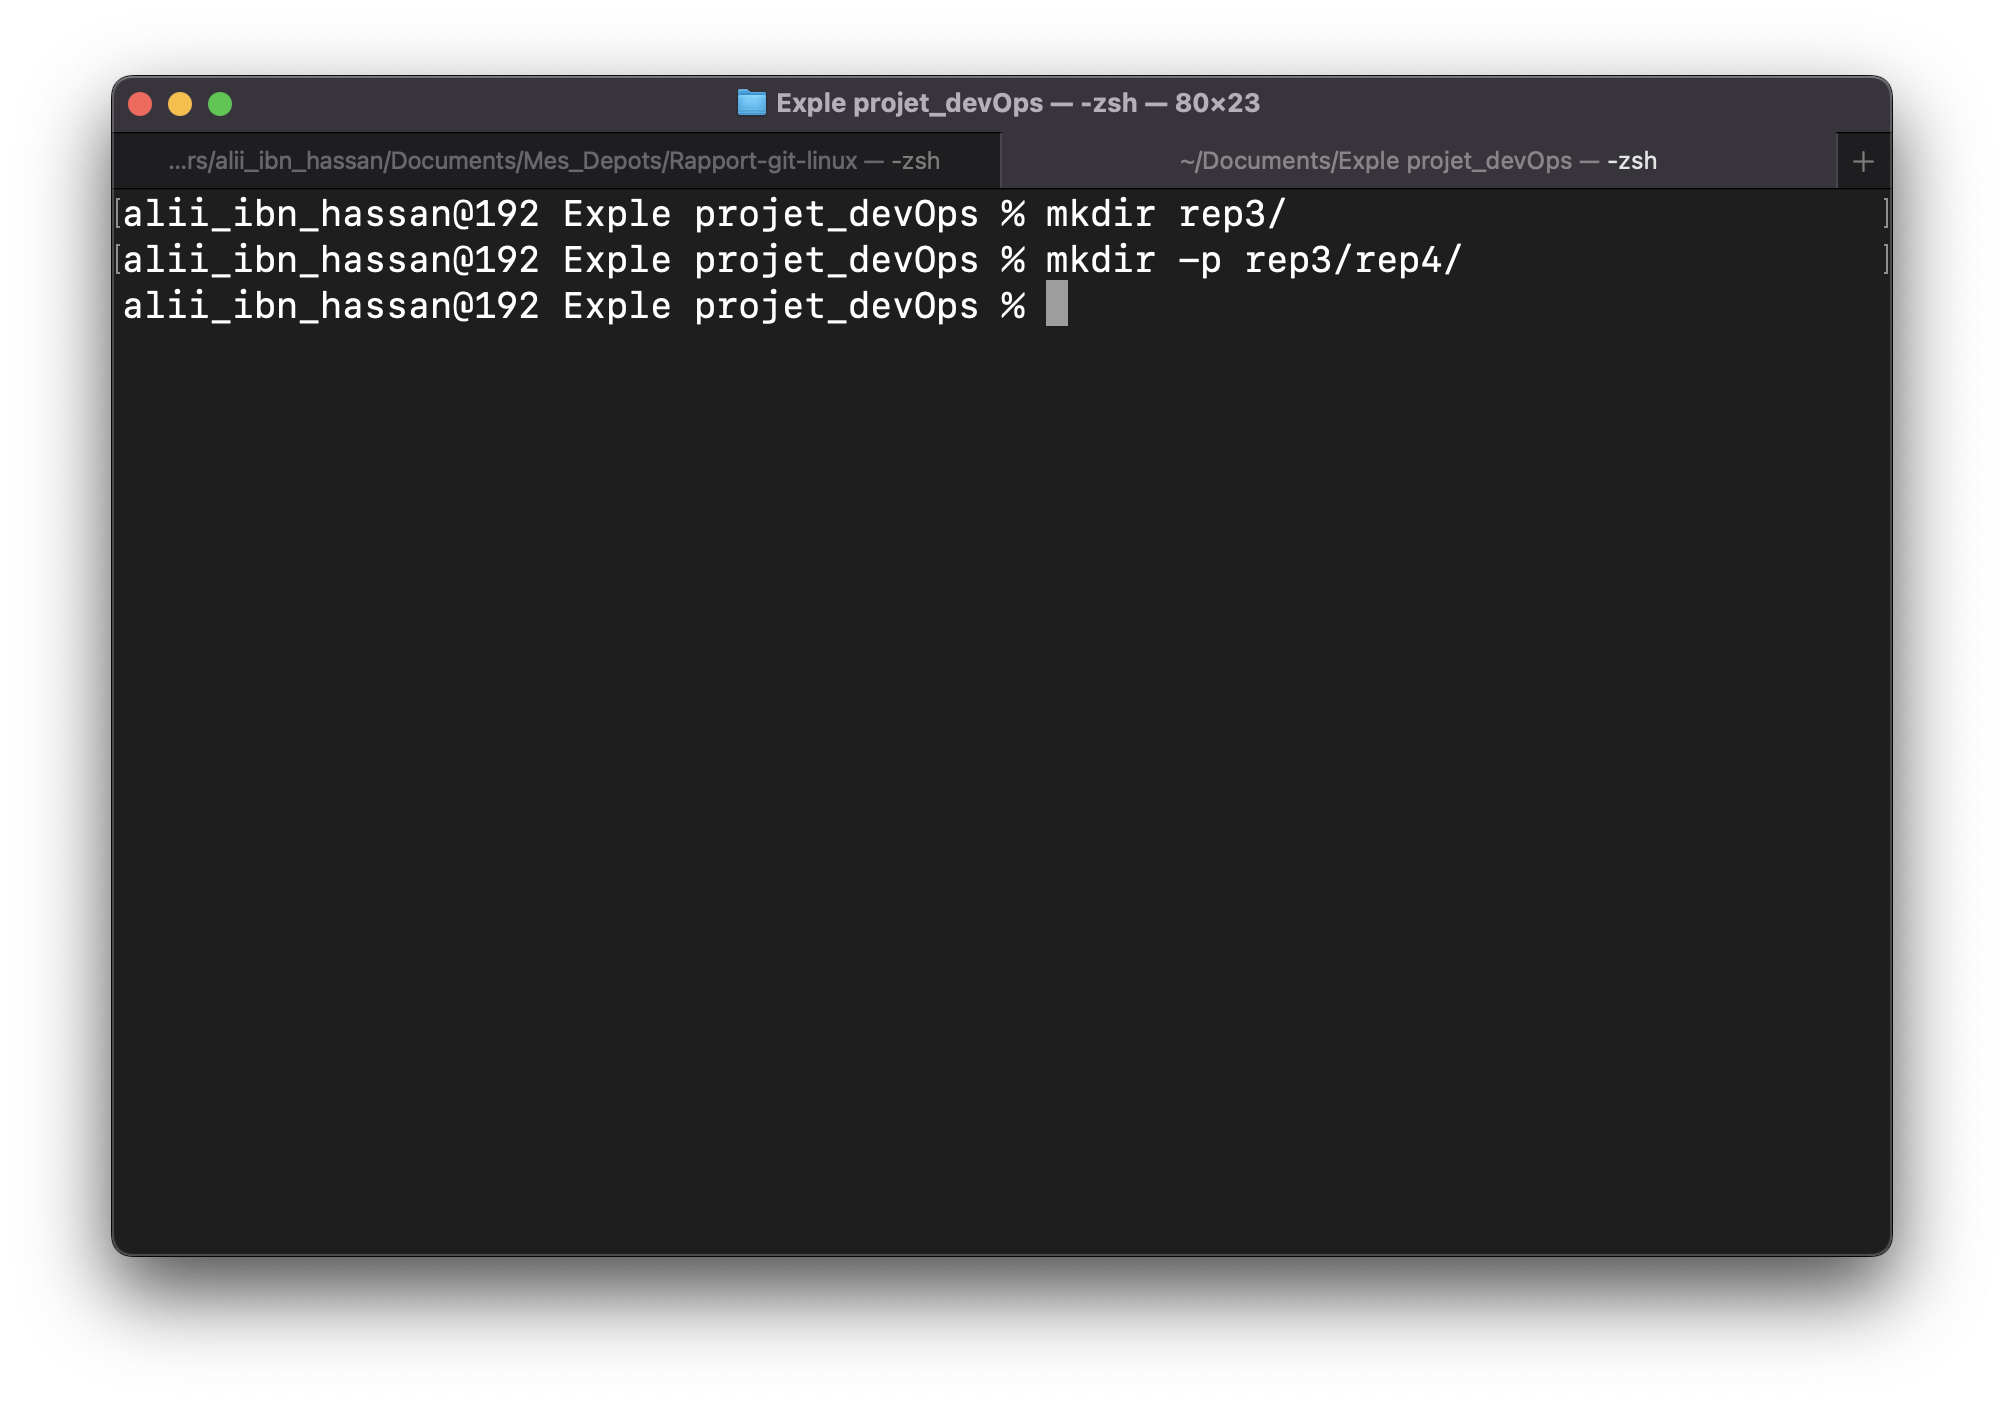 Exple projet_devOps — -zsh — 80×23
...rs/alii_ibn_hassan/Documents/Mes_Depots/Rapport-git-linux — -zsh
~/Documents/Exple projet_devOps — -zsh
+
[alii_ibn_hassan@192 Exple projet_devOps % mkdir rep3/ ]
[alii_ibn_hassan@192 Exple projet_devOps % mkdir -p rep3/rep4/ ]
alii_ibn_hassan@192 Exple projet_devOps %